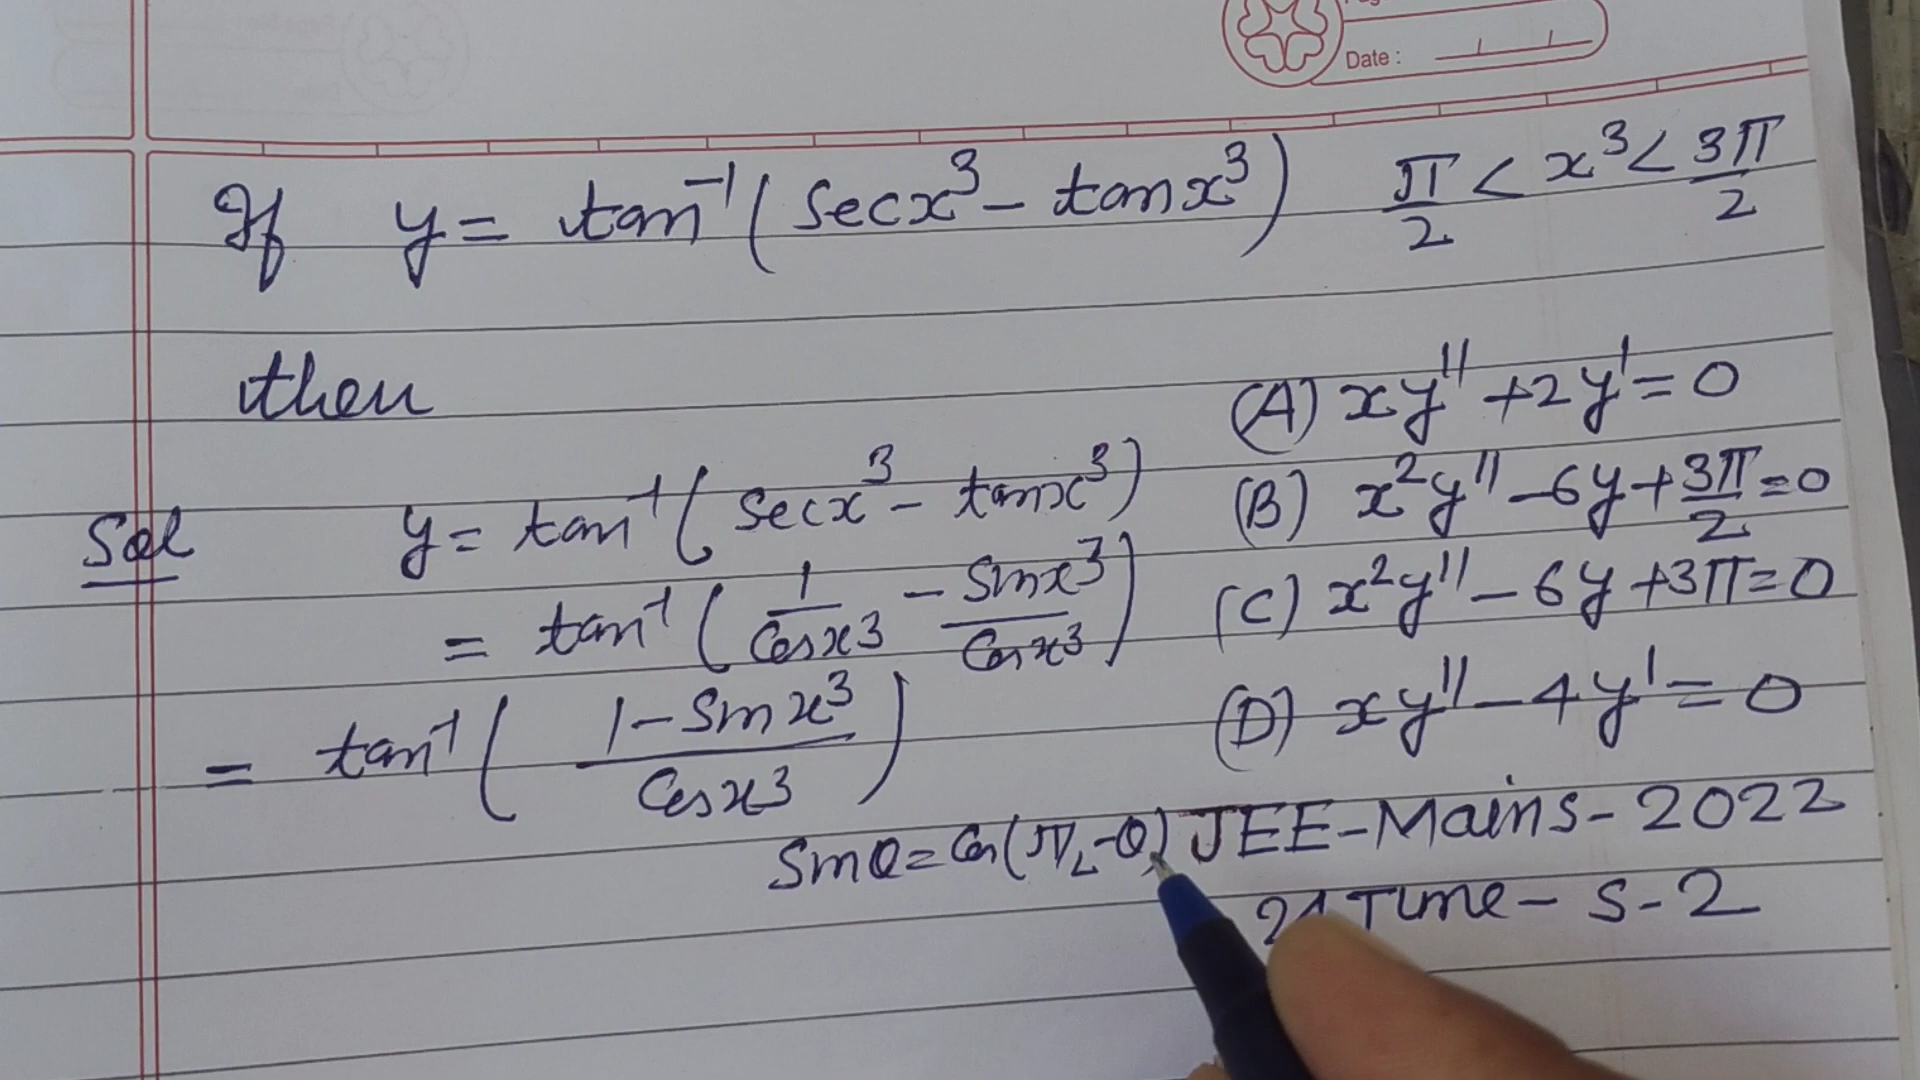 Date :
If y = tan⁻¹(secx³ - tanx³) π/2 < x³ < 3π/2
then
(A) xy'' + 2y' = 0
Sol y = tan⁻¹(secx³ - tanx³)
(B) x²y'' - 6y + 3π/2 = 0
= tan⁻¹(1/Cosx³ - Sinx³/Cosx³)
(C) x²y'' - 6y + 3π = 0
= tan⁻¹(1 - Sinx³/Cosx³)
(D) xy'' - 4y' = 0
Sinθ = Cos(π/2 - θ)
JEE-Mains-2022
Time - S-2